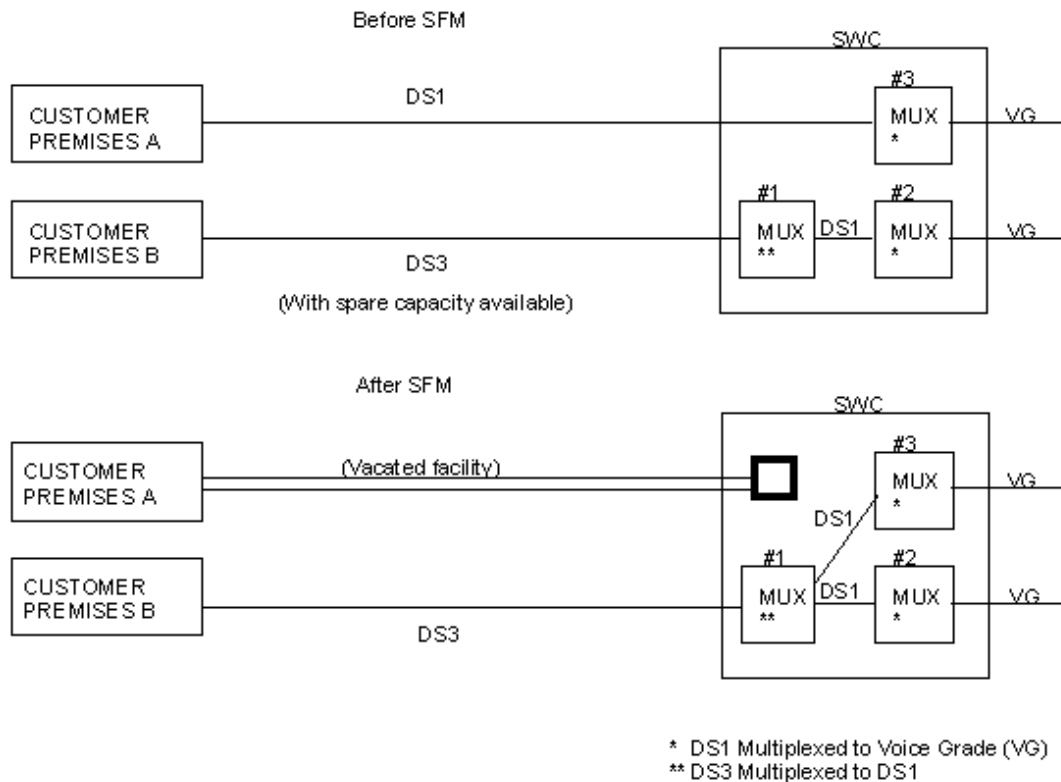 Before SFM
SWC
DS1
#3
CUSTOMER
PREMISES A
MUX
*
VG
#1
#2
CUSTOMER
PREMISES B
MUX
**
DS1
MUX
*
VG
DS3
(With spare capacity available)
After SFM
SWC
(Vacated facility)
#3
CUSTOMER
PREMISES A
MUX
*
VG
DS1
#1
#2
CUSTOMER
PREMISES B
MUX
**
DS1
MUX
*
VG
DS3
* DS1 Multiplexed to Voice Grade (VG)
** DS3 Multiplexed to DS1